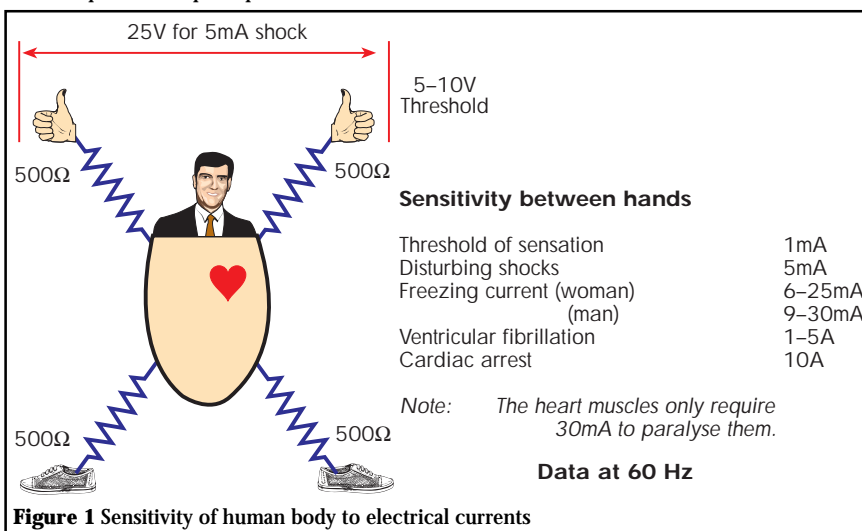 25V for 5mA shock
5–10V
Threshold
500Ω
500Ω
Sensitivity between hands
Threshold of sensation 1mA
Disturbing shocks 5mA
Freezing current (woman) 6–25mA
(man) 9–30mA
Ventricular fibrillation 1–5A
Cardiac arrest 10A
Note: The heart muscles only require
30mA to paralyse them.
500Ω
500Ω
Data at 60 Hz
Figure 1 Sensitivity of human body to electrical currents